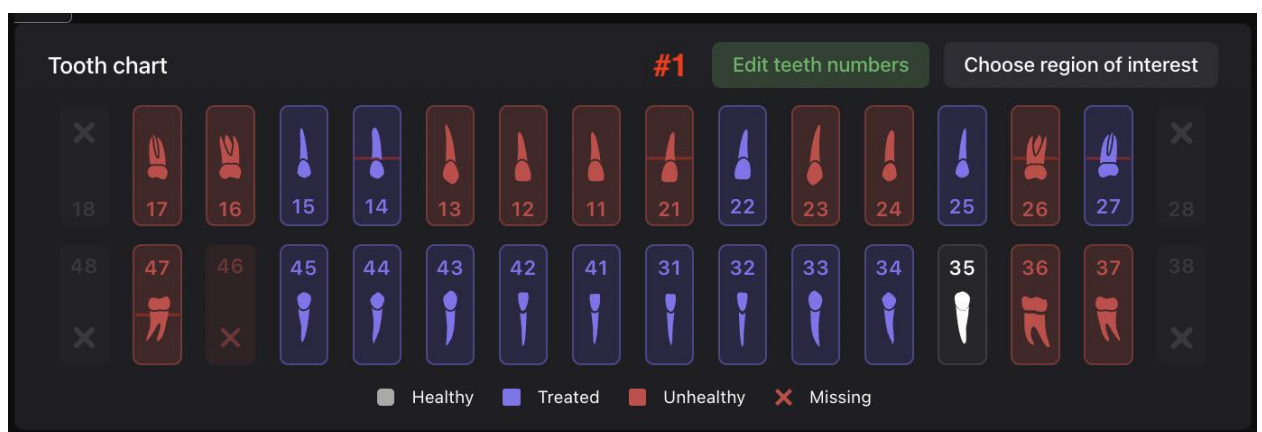 Tooth chart #1 Edit teeth numbers Choose region of interest
18 17 16 15 14 13 12 11 21 22 23 24 25 26 27 28
48 47 46 45 44 43 42 41 31 32 33 34 35 36 37 38
Healthy Treated Unhealthy Missing